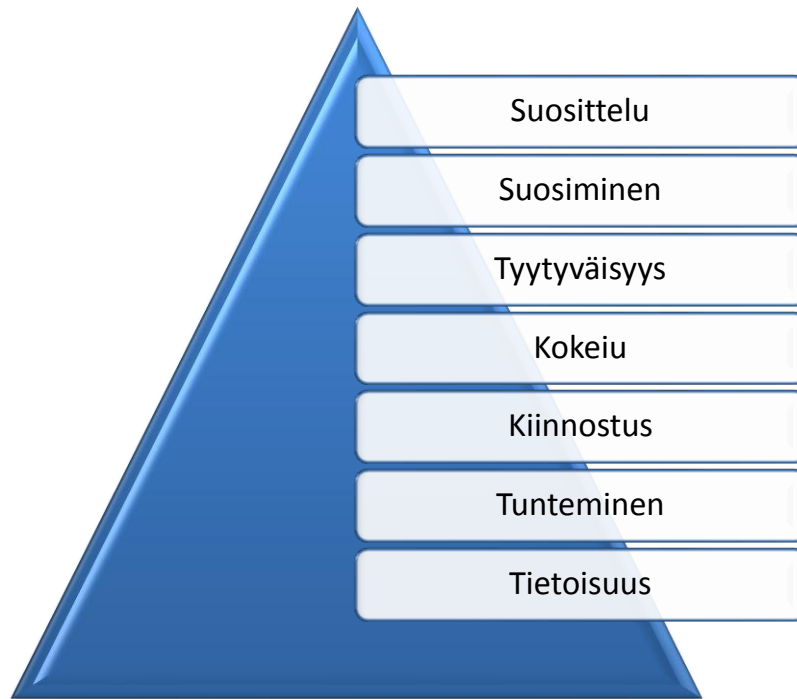 Suosittelu
Suosiminen
Tyytyväisyys
Kokeiu
Kiinnostus
Tunteminen
Tietoisuus